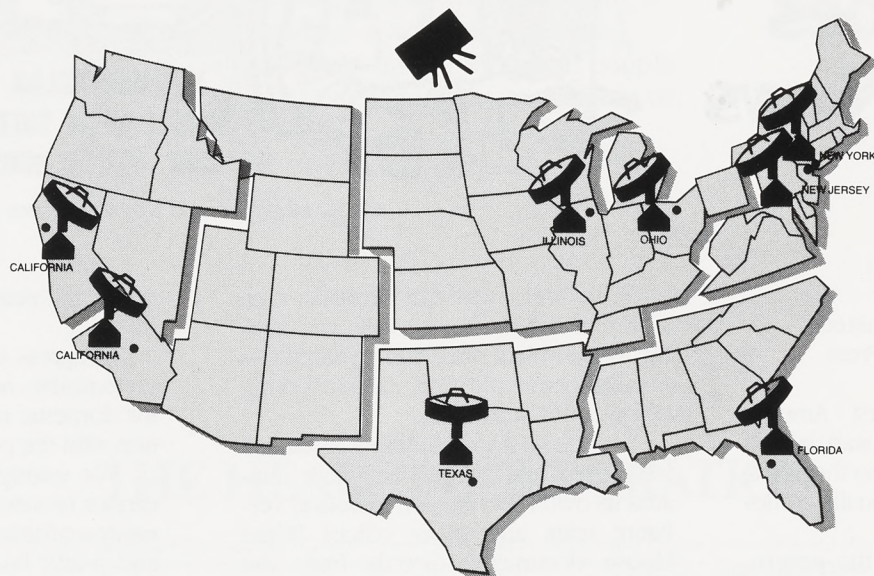 NEW YORK
NEW JERSEY
ILLINOIS
OHIO
CALIFORNIA
CALIFORNIA
FLORIDA
TEXAS